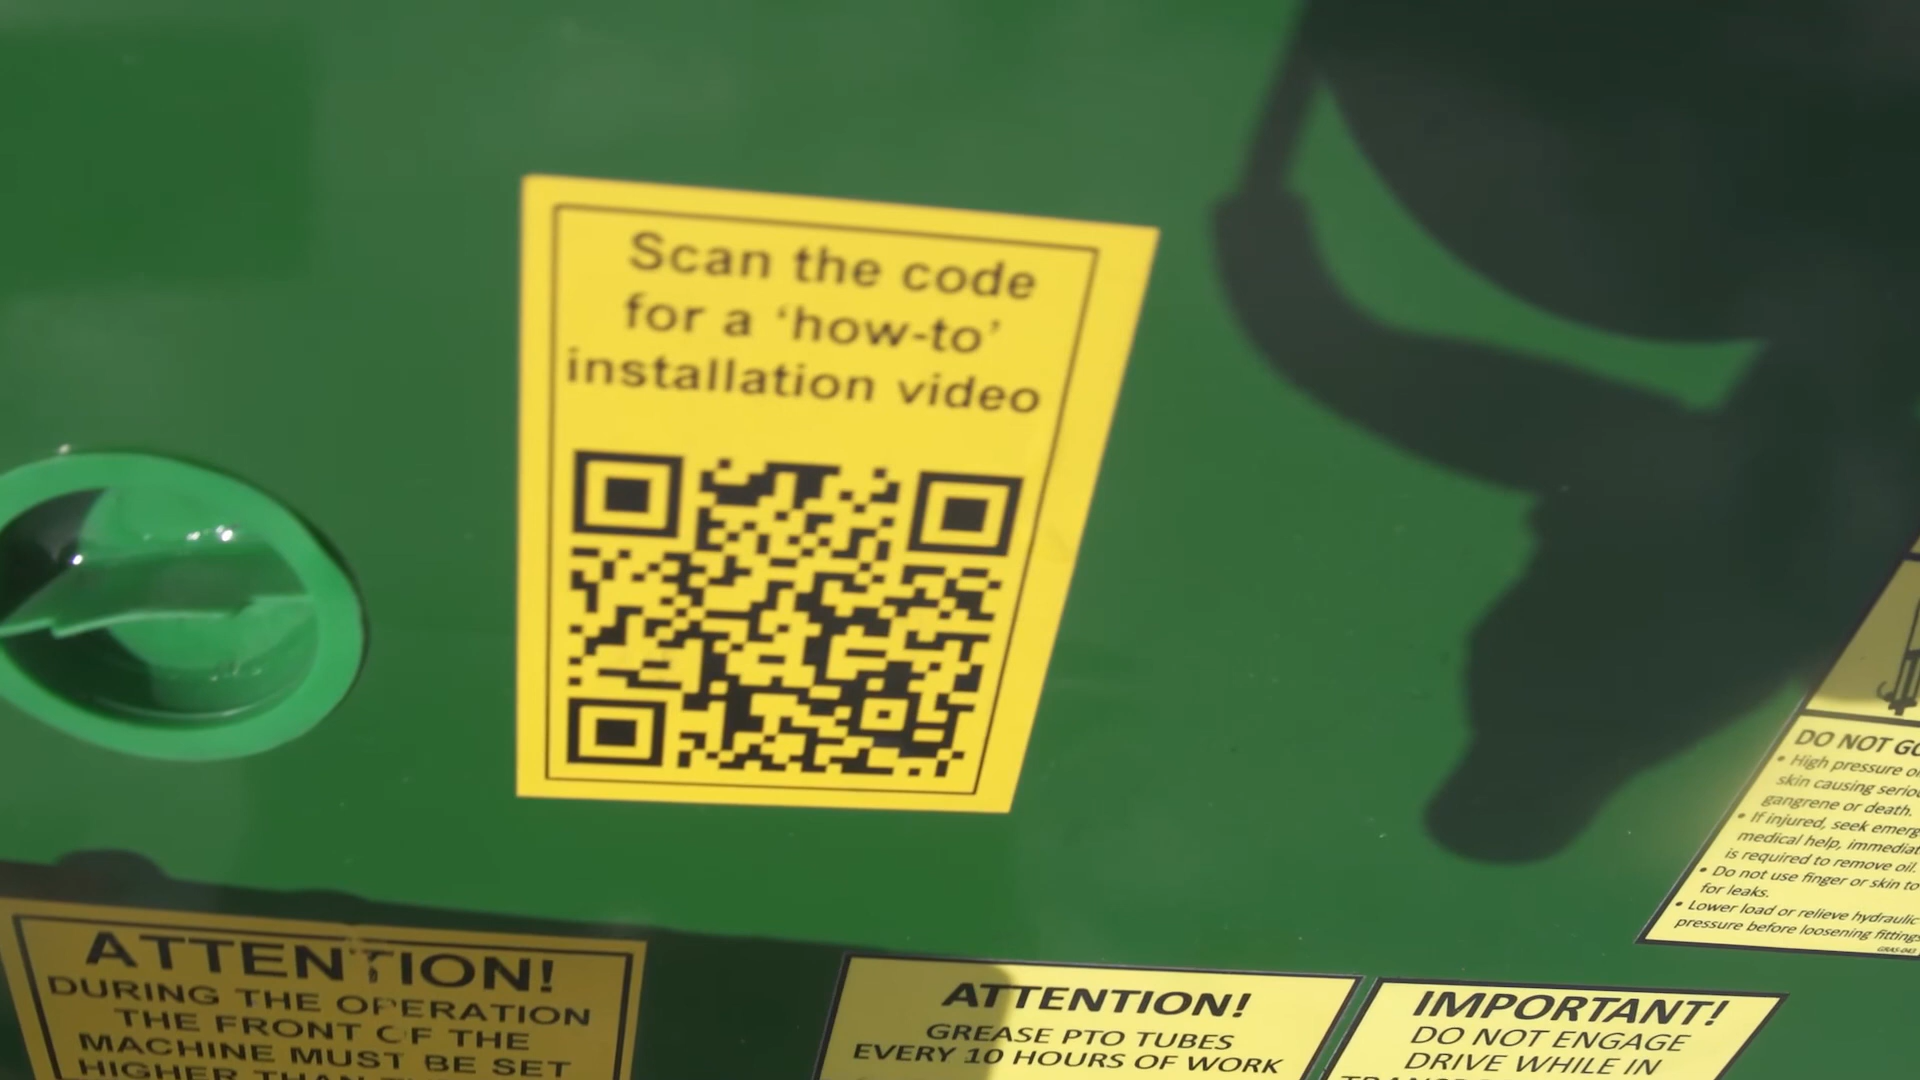 Scan the code
for a ‘how-to’
installation video
DO NOT
• High pressure
skin causing
gangrene or death.
• If injured, seek
medical help,
is required to remove oil.
• Do not use finger or skin to
for leaks.
• Lower load or relieve hydraulic
pressure before loosening fittings
ATTENTION!
DURING THE OPERATION
THE FRONT OF THE
MACHINE MUST BE SET
HIGHER THAN
ATTENTION!
GREASE PTO TUBES
EVERY 10 HOURS OF WORK
IMPORTANT!
DO NOT ENGAGE
DRIVE WHILE IN